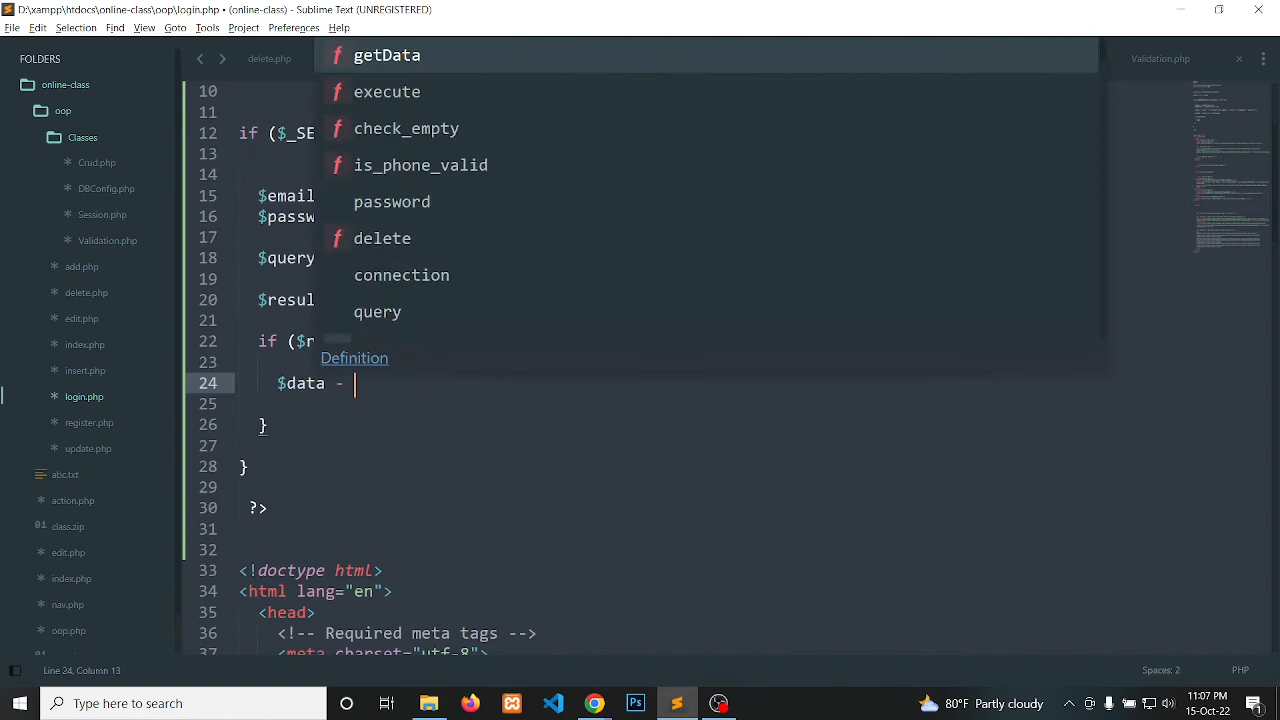 D:\xampp\htdocs\online-class\oop\login.php • (online-class) - Sublime Text (UNREGISTERED)
File Edit Selection Find View Goto Tools Project Preferences Help
FOLDERS
online-class
oop
Clases
Crud.php
DBConfig.php
Session.php
Validation.php
add.php
delete.php
edit.php
index.php
insert.php
login.php
register.php
update.php
abc.txt
action.php
class.zip
edit.php
index.php
nav.php
oop.php
delete.php
Validation.php
f getData
f execute
f check_empty
f is_phone_valid
password
f delete
connection
query
Definition
10
11
12 if ($_SE
13
14
15 $email
16 $passw
17
18 $query
19
20 $resul
21
22 if ($r
23
24 $data -
25
26 }
27
28 }
29
30 ?>
31
32
33 <!doctype html>
34 <html lang="en">
35 <head>
36 <!-- Required meta tags -->
37 <meta charset="utf-8">
Line 24, Column 13
Spaces: 2
PHP
Type here to search
80°F Partly cloudy
11:07 PM
15-Oct-22